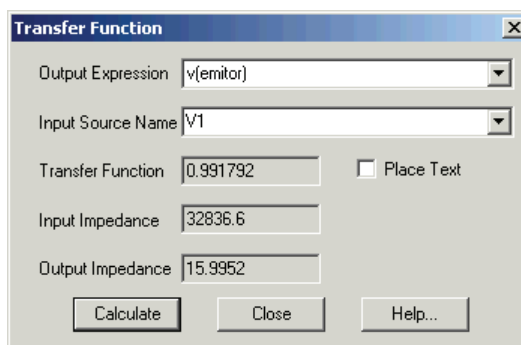 Transfer Function
Output Expression v(emitor)
Input Source Name V1
Transfer Function 0.991792 Place Text
Input Impedance 32836.6
Output Impedance 15.9952
Calculate Close Help...